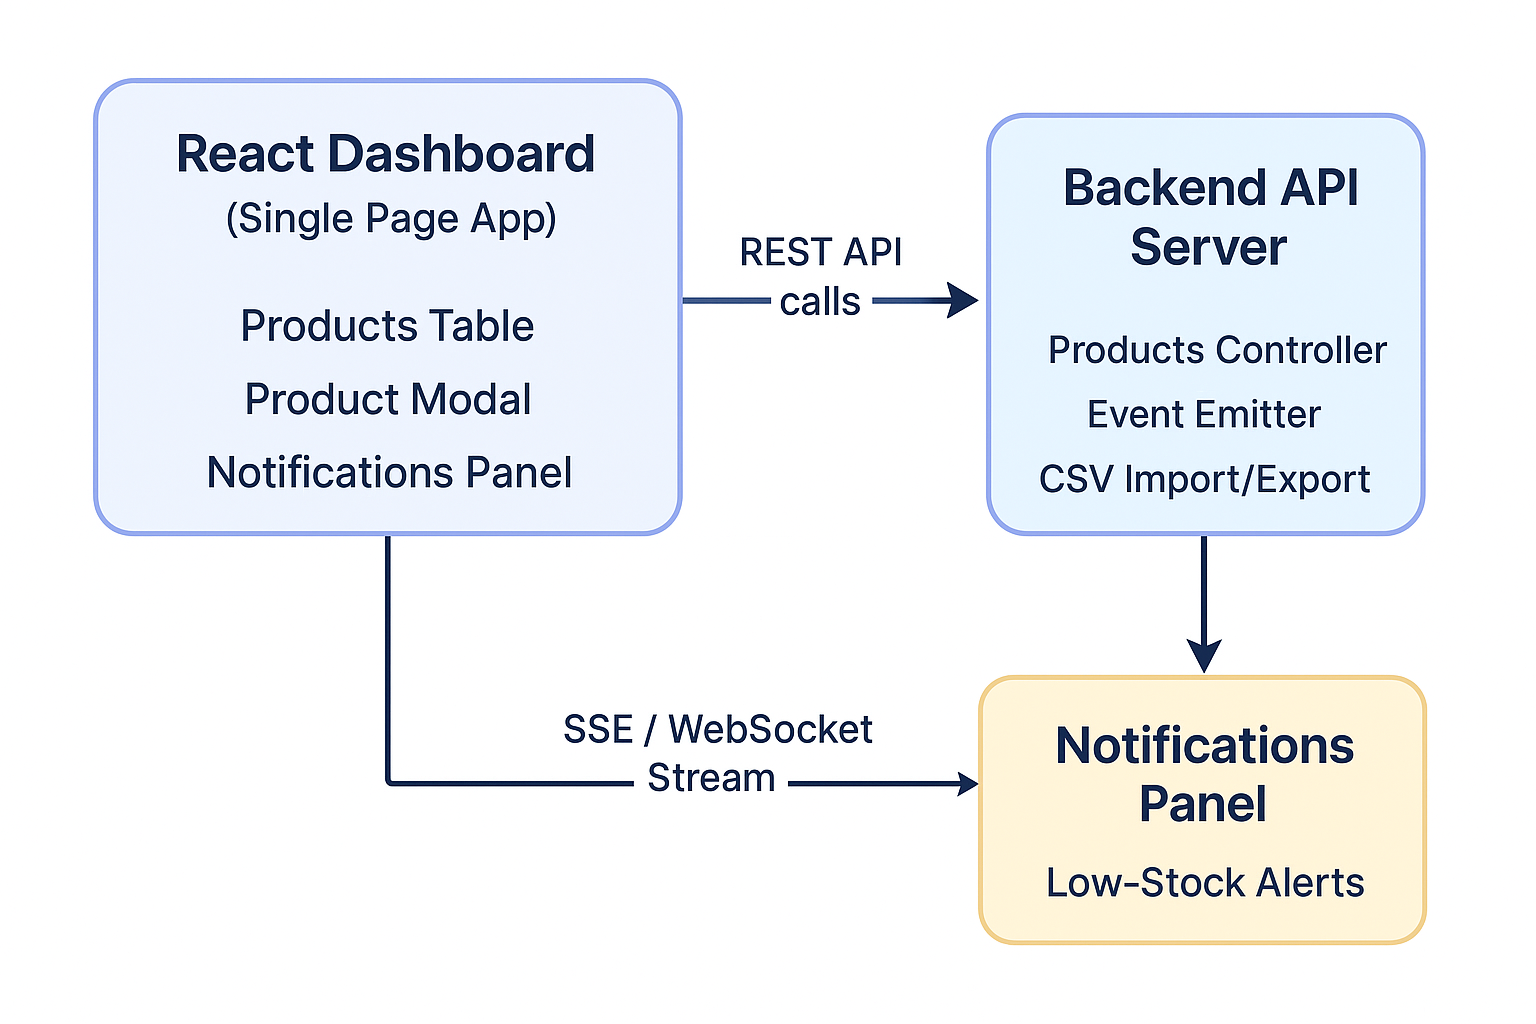 React Dashboard
(Single Page App)
Products Table
Product Modal
Notifications Panel
REST API
calls
Backend API
Server
Products Controller
Event Emitter
CSV Import/Export
SSE / WebSocket
Stream
Notifications
Panel
Low-Stock Alerts